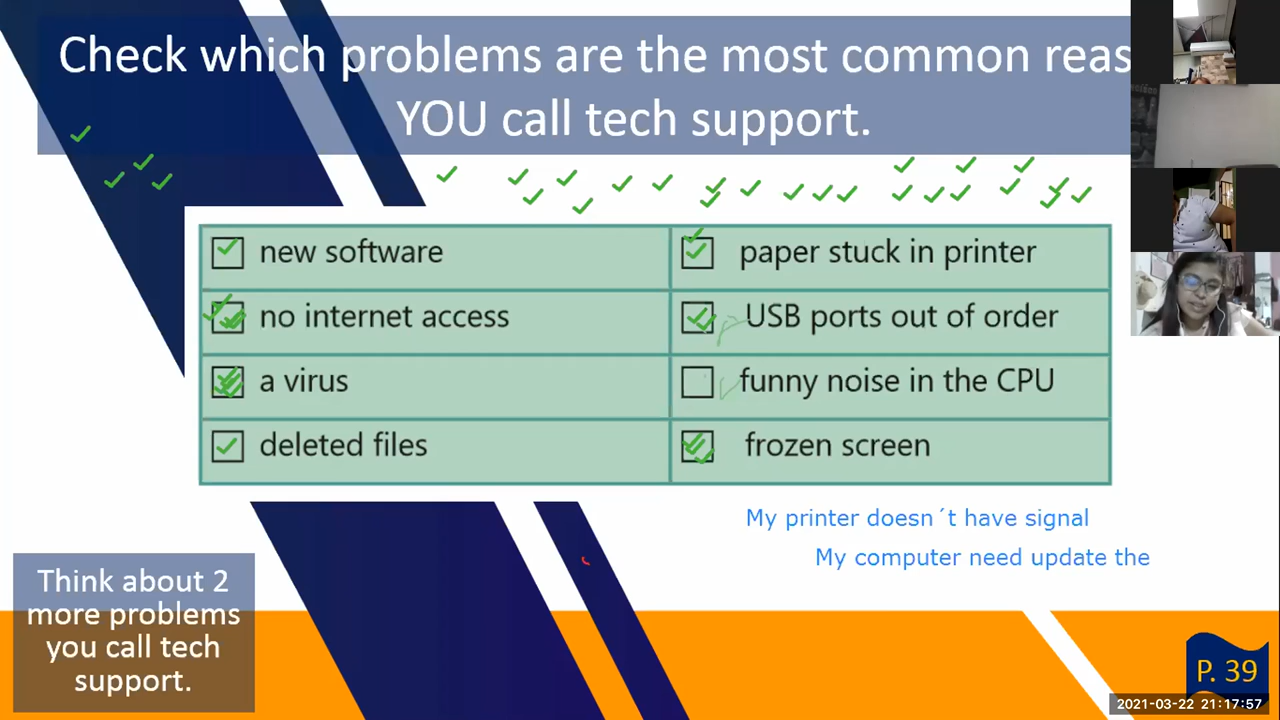 Check which problems are the most common reas
YOU call tech support.
new software
paper stuck in printer
no internet access
USB ports out of order
a virus
funny noise in the CPU
deleted files
frozen screen
My printer doesn´t have signal
My computer need update the
Think about 2
more problems
you call tech
support.
P. 39
2021-03-22 21:17:57